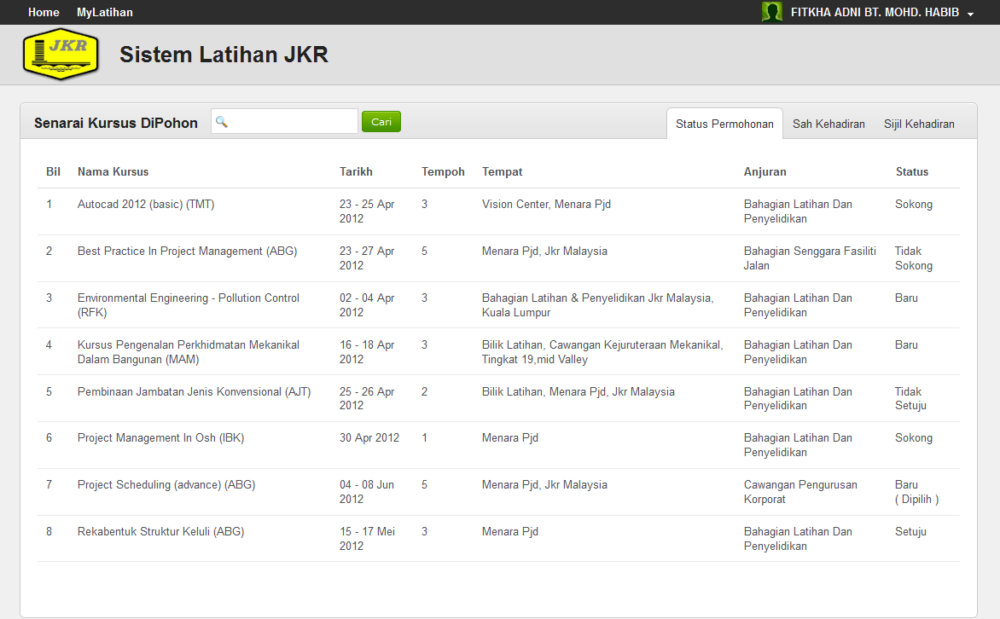 Home MyLatihan FITKHA ADNI BT. MOHD. HABIB
JKR
Sistem Latihan JKR
Senarai Kursus DiPohon Cari Status Permohonan Sah Kehadiran Sijil Kehadiran
Bil Nama Kursus Tarikh Tempoh Tempat Anjuran Status
1 Autocad 2012 (basic) (TMT) 23 - 25 Apr 3 Vision Center, Menara Pjd Bahagian Latihan Dan Sokong
2012 Penyelidikan
2 Best Practice In Project Management (ABG) 23 - 27 Apr 5 Menara Pjd, Jkr Malaysia Bahagian Senggara Fasiliti Tidak
2012 Jalan Sokong
3 Environmental Engineering - Pollution Control 02 - 04 Apr 3 Bahagian Latihan & Penyelidikan Jkr Malaysia, Bahagian Latihan Dan Baru
(RFK) 2012 Kuala Lumpur Penyelidikan
4 Kursus Pengenalan Perkhidmatan Mekanikal 16 - 18 Apr 3 Bilik Latihan, Cawangan Kejuruteraan Mekanikal, Bahagian Latihan Dan Baru
Dalam Bangunan (MAM) 2012 Tingkat 19,mid Valley Penyelidikan
5 Pembinaan Jambatan Jenis Konvensional (AJT) 25 - 26 Apr 2 Bilik Latihan, Menara Pjd, Jkr Malaysia Bahagian Latihan Dan Tidak
2012 Penyelidikan Setuju
6 Project Management In Osh (IBK) 30 Apr 2012 1 Menara Pjd Bahagian Latihan Dan Sokong
Penyelidikan
7 Project Scheduling (advance) (ABG) 04 - 08 Jun 5 Menara Pjd, Jkr Malaysia Cawangan Pengurusan Baru
2012 Korporat ( Dipilih )
8 Rekabentuk Struktur Keluli (ABG) 15 - 17 Mei 3 Menara Pjd Bahagian Latihan Dan Setuju
2012 Penyelidikan